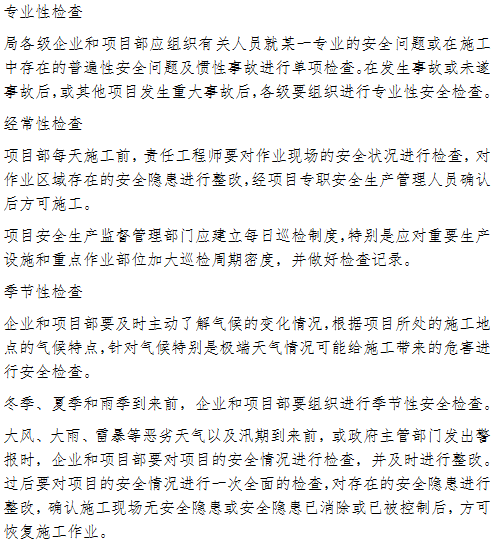 专业性检查
局各级企业和项目部应组织有关人员就某一专业的安全问题或在施工
中存在的普遍性安全问题及惯性事故进行单项检查。在发生事故或未遂
事故后,或其他项目发生重大事故后,各级要组织进行专业性安全检查。
经常性检查
项目部每天施工前，责任工程师要对作业现场的安全状况进行检查，对
作业区域存在的安全隐患进行整改,经项目专职安全生产管理人员确认
后方可施工。
项目安全生产监督管理部门应建立每日巡检制度,特别是应对重要生产
设施和重点作业部位加大巡检周期密度，并做好检查记录。
季节性检查
企业和项目部要及时主动了解气候的变化情况,根据项目所处的施工地
点的气候特点,针对气候特别是极端天气情况可能给施工带来的危害进
行安全检查。
冬季、夏季和雨季到来前，企业和项目部要组织进行季节性安全检查。
大风、大雨、雷暴等恶劣天气以及汛期到来前，或政府主管部门发出警
报时，企业和项目部要对项目的安全情况进行检查，并及时进行整改。
过后要对项目的安全情况进行一次全面的检查,对存在的安全隐患进行
整改，确认施工现场无安全隐患或安全隐患已消除或已被控制后，方可
恢复施工作业。